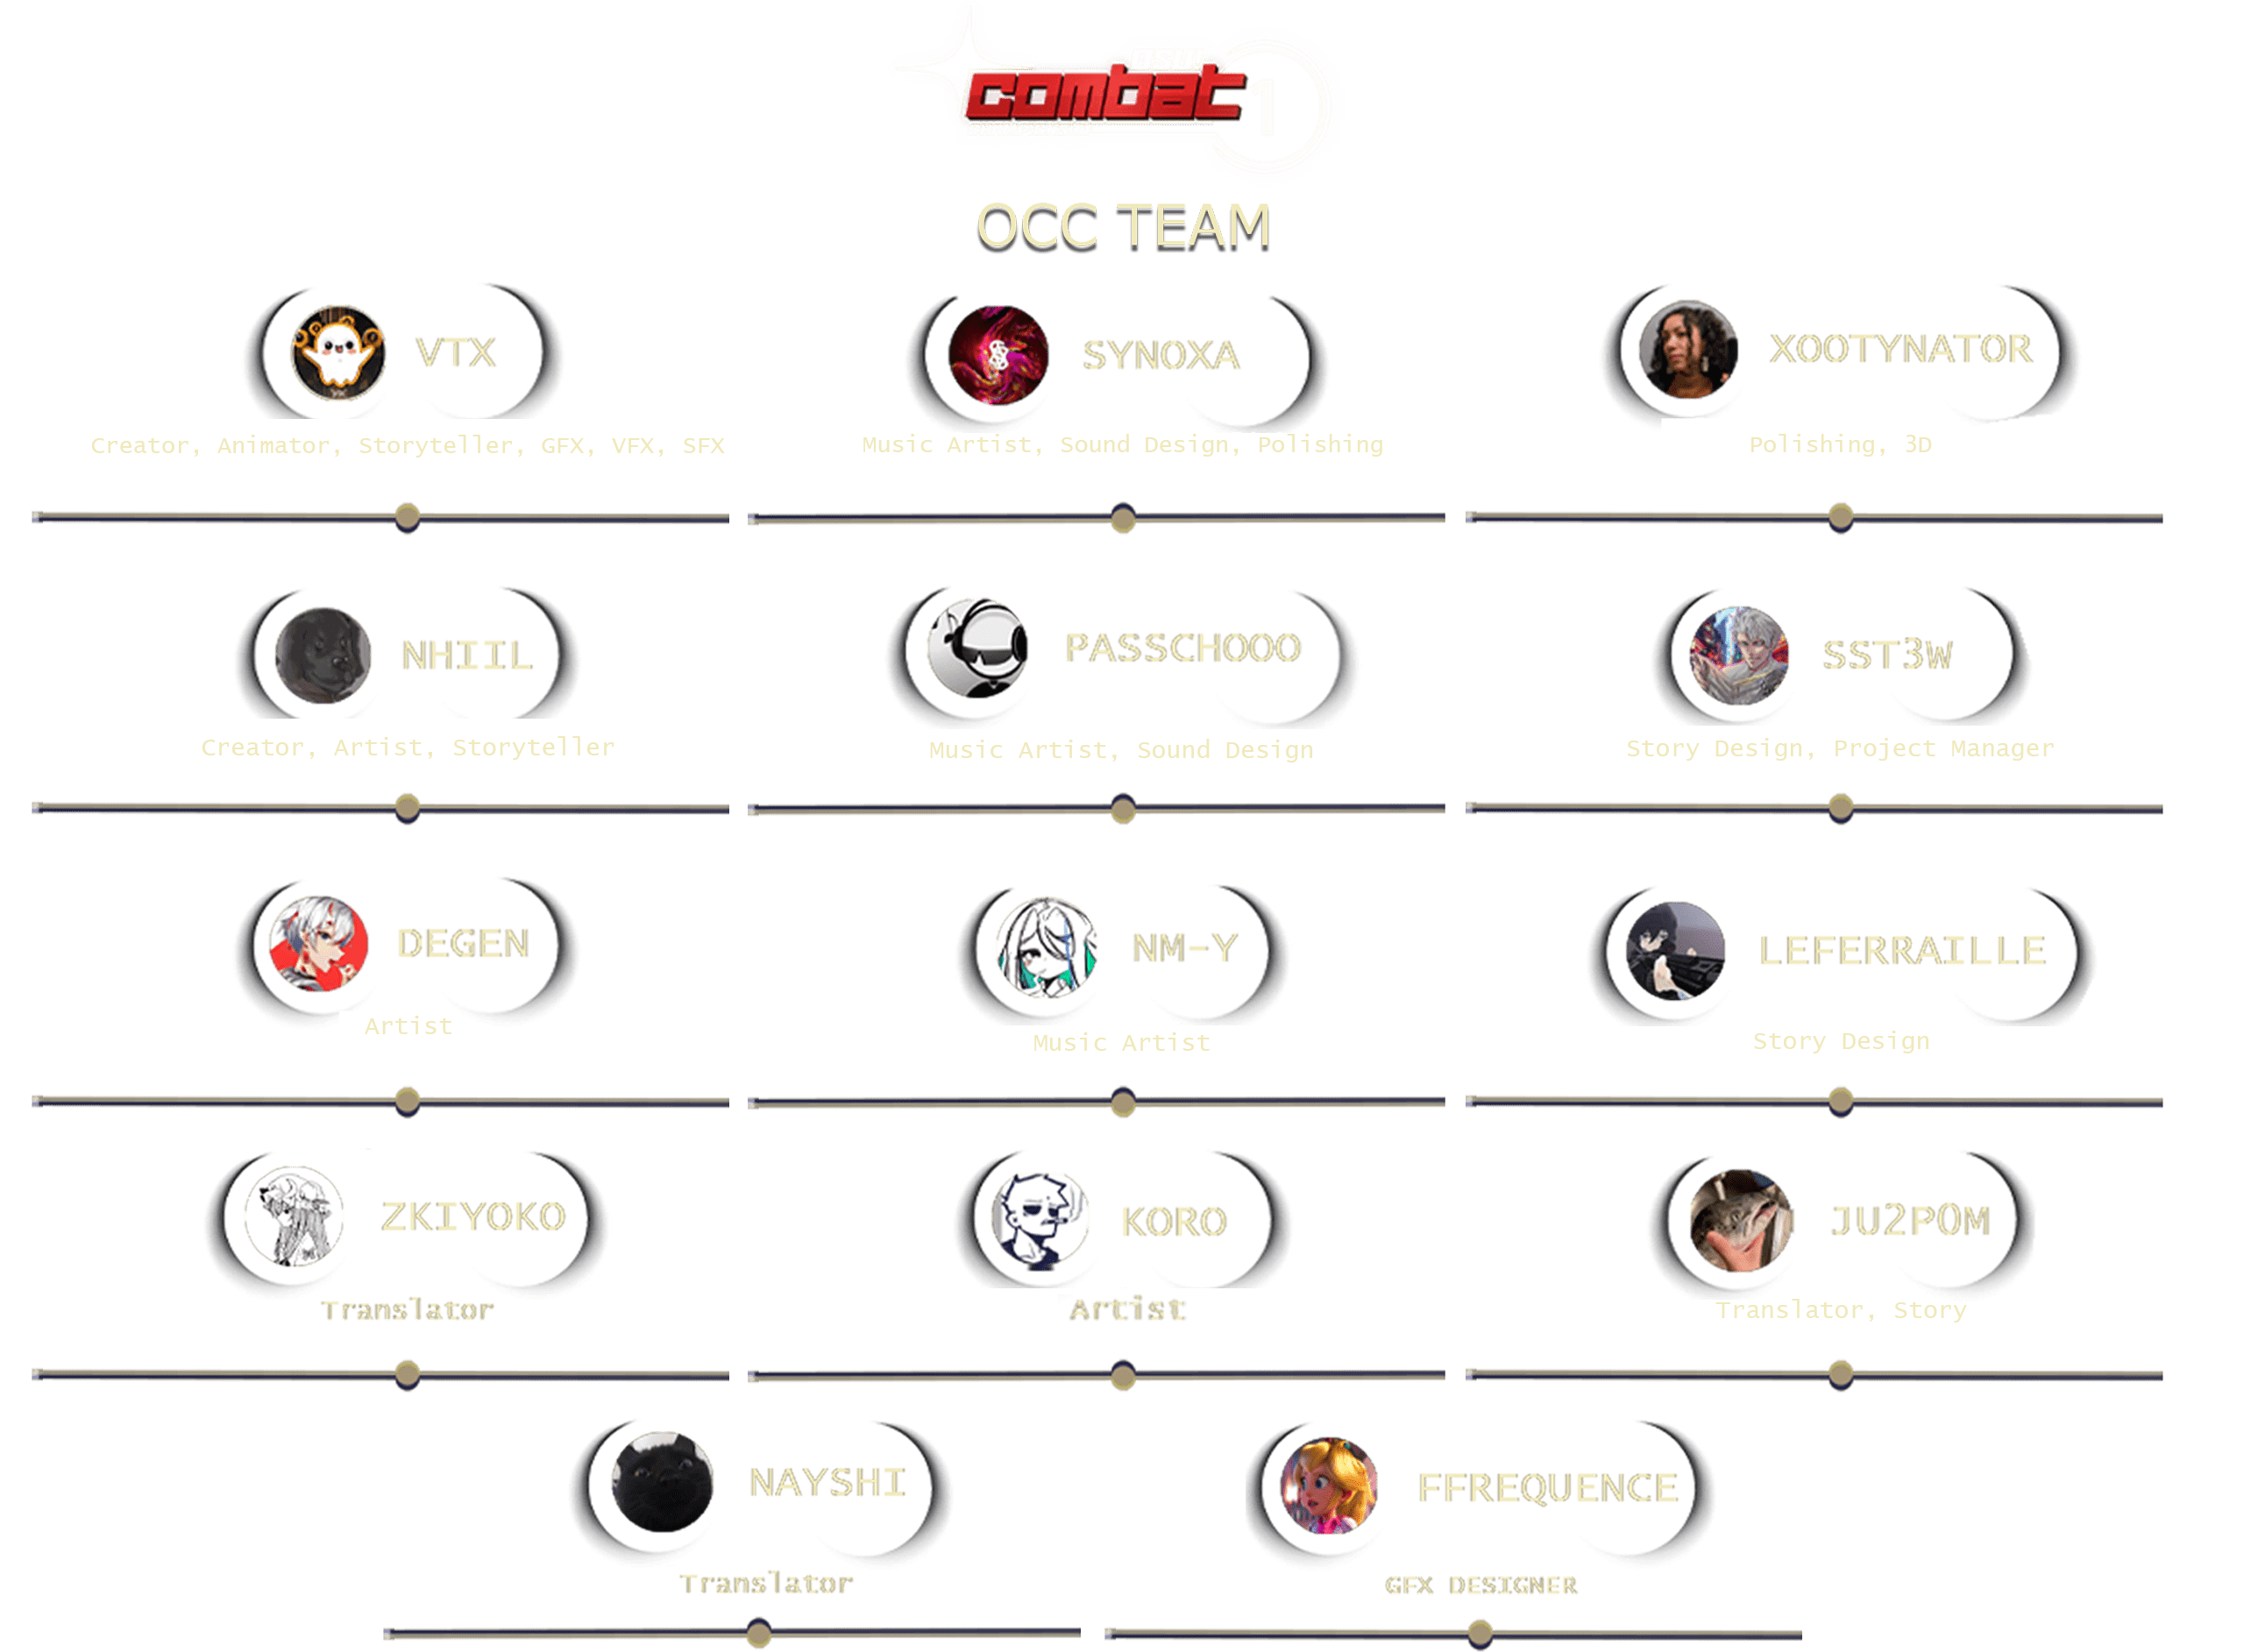 combat
OCC TEAM
VTX
SYNOXA
XOOTYNATOR
Creator, Animator, Storyteller, GFX, VFX, SFX
Music Artist, Sound Design, Polishing
Polishing, 3D
NHIIL
PASSCHOOO
SST3W
Creator, Artist, Storyteller
Music Artist, Sound Design
Story Design, Project Manager
DEGEN
NM-Y
LEFERRAILLE
Artist
Music Artist
Story Design
ZKIYOKO
KORO
JU2POM
Translator
Artist
Translator, Story
NAYSHI
FFREQUENCE
Translator
GFX DESIGNER